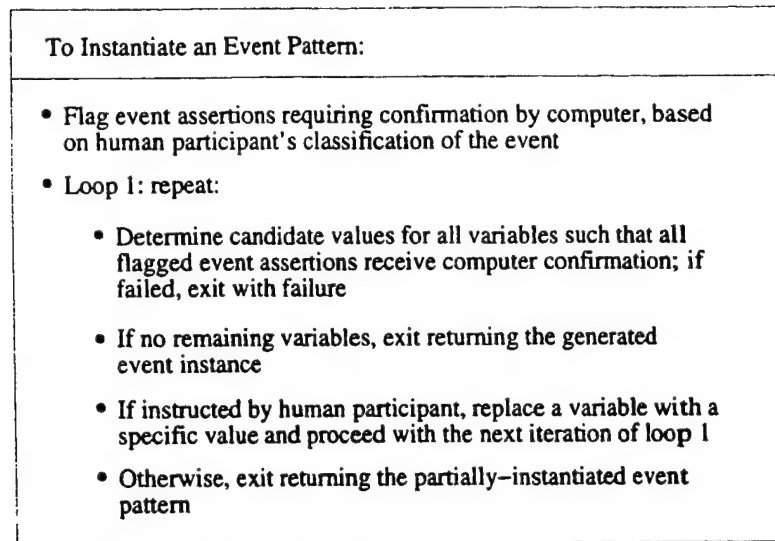 To Instantiate an Event Pattern:
• Flag event assertions requiring confirmation by computer, based
on human participant's classification of the event
• Loop 1: repeat:
• Determine candidate values for all variables such that all
flagged event assertions receive computer confirmation; if
failed, exit with failure
• If no remaining variables, exit returning the generated
event instance
• If instructed by human participant, replace a variable with a
specific value and proceed with the next iteration of loop 1
• Otherwise, exit returning the partially–instantiated event
pattern